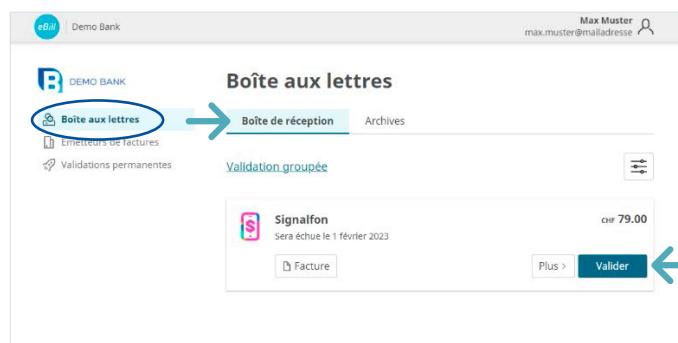 eBill Demo Bank
Max Muster
max.muster@mailadresse
DEMO BANK
Boîte aux lettres
Emetteurs de factures
Validations permanentes
Boîte aux lettres
Boîte de réception Archives
Validation groupée
Signalfon CHF 79.00
Sera échue le 1 février 2023
Facture Plus > Valider